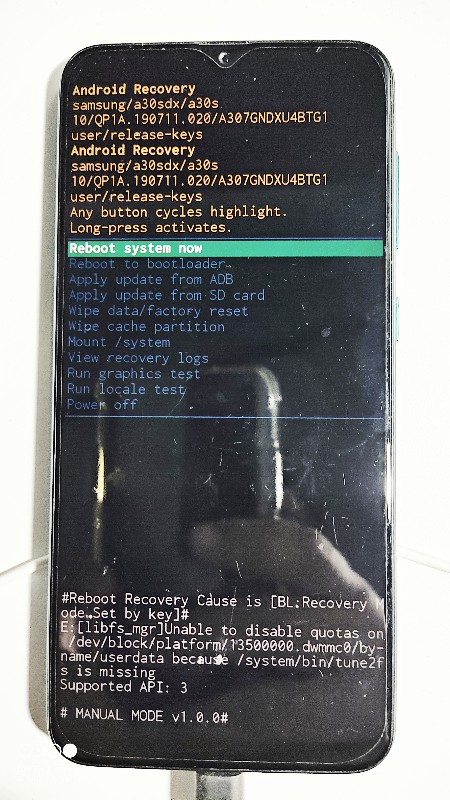 Android Recovery
samsung/a30sdx/a30s
10/QP1A.190711.020/A307GNDXU4BTG1
user/release-keys
Android Recovery
samsung/a30sdx/a30s
10/QP1A.190711.020/A307GNDXU4BTG1
user/release-keys
Any button cycles highlight.
Long-press activates.
Reboot system now
Reboot to bootloader
Apply update from ADB
Apply update from SD card
Wipe data/factory reset
Wipe cache partition
Mount /system
View recovery logs
Run graphics test
Run locale test
Power off
#Reboot Recovery Cause is [BL:Recovery M
ode.Set by key]#
E:[libfs_mgr]Unable to disable quotas on
/dev/block/platform/13500000.dwmmc0/by-
name/userdata because /system/bin/tune2f
s is missing
Supported API: 3
# MANUAL MODE v1.0.0#